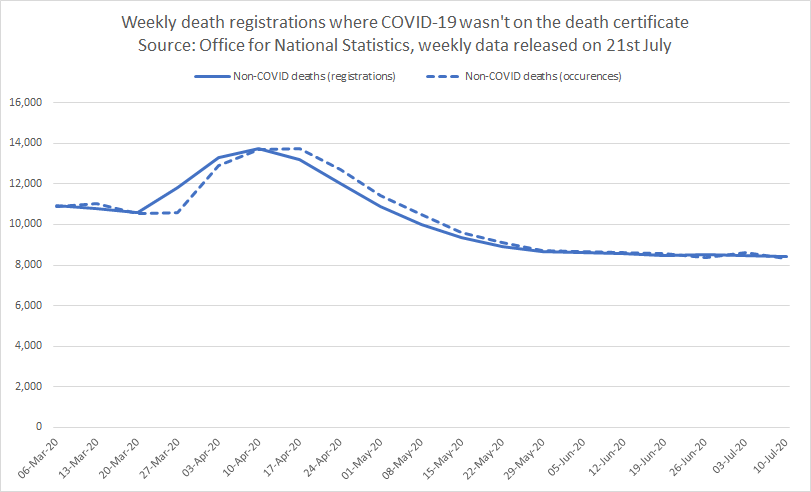 Weekly death registrations where COVID-19 wasn't on the death certificate
Source: Office for National Statistics, weekly data released on 21st July
Non-COVID deaths (registrations) Non-COVID deaths (occurences)
16,000
14,000
12,000
10,000
8,000
6,000
4,000
2,000
0
06-Mar-20 13-Mar-20 20-Mar-20 27-Mar-20 03-Apr-20 10-Apr-20 17-Apr-20 24-Apr-20 01-May-20 08-May-20 15-May-20 22-May-20 29-May-20 05-Jun-20 12-Jun-20 19-Jun-20 26-Jun-20 03-Jul-20 10-Jul-20